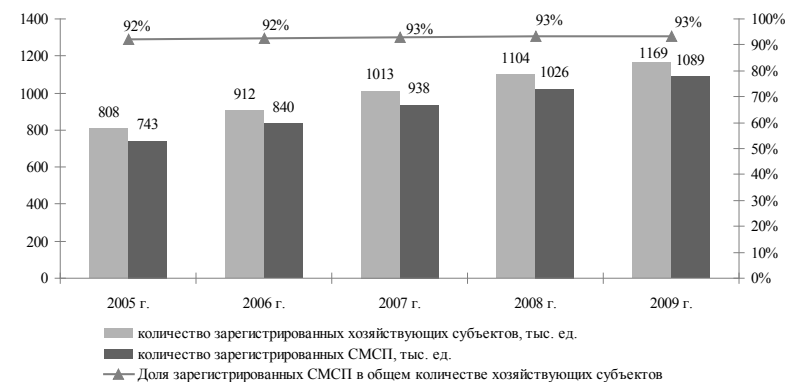 1400 92% 92% 93% 93% 93% 100%
1200 1104 1169 1089 90%
1013 1026 80%
1000 912 938 70%
808 840
800 743 60%
600 50%
40%
400 30%
200 20%
10%
0 0%
2005 г. 2006 г. 2007 г. 2008 г. 2009 г.
количество зарегистрированных хозяйствующих субъектов, тыс. ед.
количество зарегистрированных СМСП, тыс. ед.
Доля зарегистрированных СМСП в общем количестве хозяйствующих субъектов